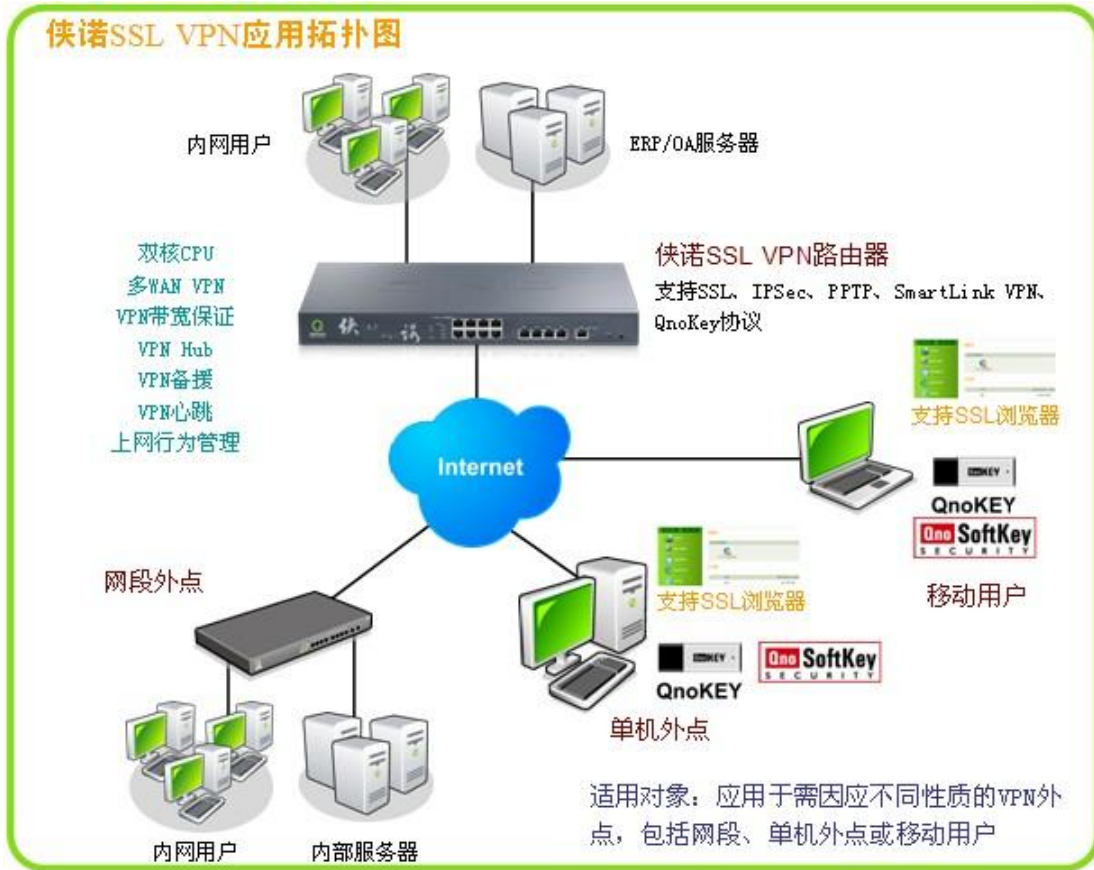 侠诺SSL VPN应用拓扑图
内网用户
ERP/OA服务器
双核CPU
多WAN VPN
VPN带宽保证
VPN Hub
VPN备援
VPN心跳
上网行为管理
侠诺SSL VPN路由器
支持SSL、IPSec、PPTP、SmartLink VPN、
QnoKey协议
侠 诺
Internet
支持SSL浏览器
QnoKEY
Qno SoftKey
SECURITY
移动用户
网段外点
支持SSL浏览器
QnoKEY
Qno SoftKey
SECURITY
单机外点
内网用户
内部服务器
适用对象：应用于需因应不同性质的VPN外
点，包括网段、单机外点或移动用户